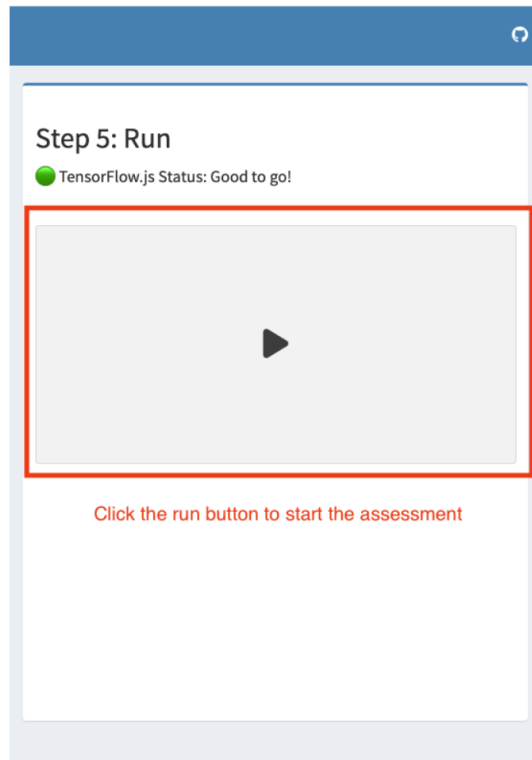 Step 5: Run
TensorFlow.js Status: Good to go!
Click the run button to start the assessment